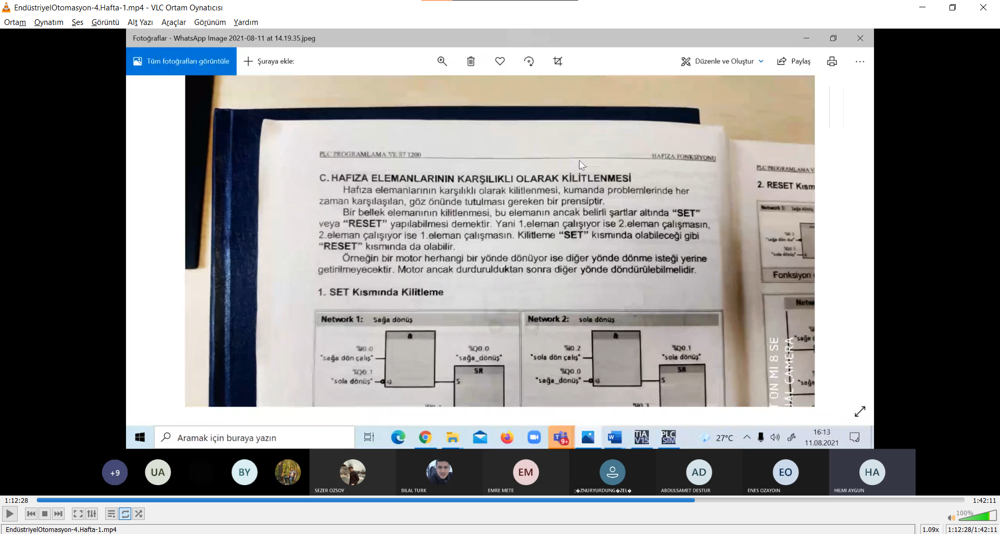 EndüstriyelOtomasyon-4.Hafta-1.mp4 - VLC Ortam Oynatıcısı
Ortam Oynatım Ses Görüntü Alt Yazı Araçlar Görünüm Yardım
Fotoğraflar - WhatsApp Image 2021-08-11 at 14.19.35.jpeg
Tüm fotoğrafları görüntüle
Şuraya ekle:
Düzenle ve Oluştur
Paylaş
PLC PROGRAMLAMA VE S7 1200
HAFIZA FONKSİYONU
C. HAFIZA ELEMANLARININ KARŞILIKLI OLARAK KİLİTLENMESİ
Hafıza elemanlarının karşılıklı olarak kilitlenmesi, kumanda problemlerinde her
zaman karşılaşılan, göz önünde tutulması gereken bir prensiptir.
Bir bellek elemanının kilitlenmesi, bu elemanın ancak belirli şartlar altında “SET”
veya “RESET” yapılabilmesi demektir. Yani 1.eleman çalışıyor ise 2.eleman çalışmasın,
2.eleman çalışıyor ise 1.eleman çalışmasın. Kilitleme “SET” kısmında olabileceği gibi
“RESET” kısmında da olabilir.
Örneğin bir motor herhangi bir yönde dönüyor ise diğer yönde dönme isteği yerine
getirilmeyecektir. Motor ancak durdurulduktan sonra diğer yönde döndürülebilmelidir.
1. SET Kısmında Kilitleme
Network 1: Sağa dönüş
&
%I0.0
"sağa dön çalış"
%Q0.1
"sola dönüş"
%Q0.0
"sağa_dönüş"
SR
S
Network 2: sola dönüş
&
%I0.2
"sola dön çalış"
%Q0.0
"sağa_dönüş"
%Q0.1
"sola dönüş"
SR
S
PLC PROGRAMLAMA V
2. RESET Kısm
Network 1: Sağa dönüş
"sağa dön dur"
"sola dönüş"
Fonksiyon
Netw
"sağa
"sağa
T ON MI 8 SE
UAL CAMERA
Aramak için buraya yazın
9+
TIA V15
PLC SIM
27°C
16:13
11.08.2021
+9
UA
BY
SEZER OZSOY
BILAL TURK
EM
EMRE METE
;�ZNURYURDUNG�ZEL�
AD
ABDULSAMET DESTUR
EO
ENES OZAYDIN
HA
HILMI AYGUN
1:12:28
1:42:11
100%
EndüstriyelOtomasyon-4.Hafta-1.mp4
1.09x
1:12:28/1:42:11